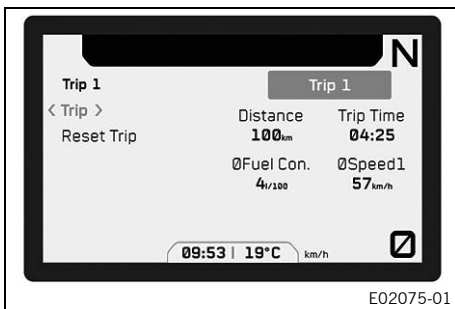 N
Trip 1
Trip 1
< Trip >
Reset Trip
Distance
Trip Time
100km
04:25
ØFuel Con.
ØSpeed1
4l/100
57km/h
09:53 | 19°C km/h
0
E02075-01